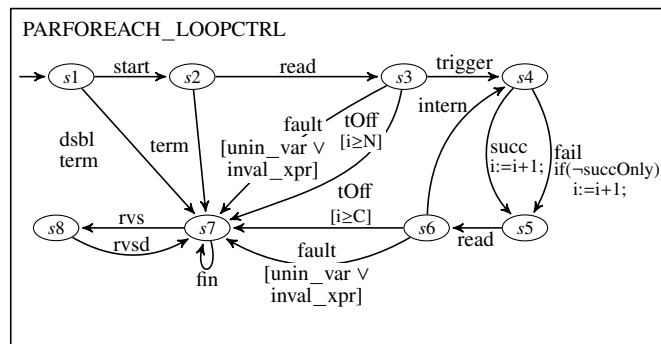 PARFOREACH_LOOPCTRL
s1 start s2 read s3 trigger s4
dsbl
term
term
fault
[unin_var ∨
inval_xpr]
tOff
[i≥N]
intern
succ
i:=i+1;
fail
if(¬succOnly)
i:=i+1;
tOff
[i≥C]
s8 rvs s7 s6 read s5
rvsd
fin
fault
[unin_var ∨
inval_xpr]